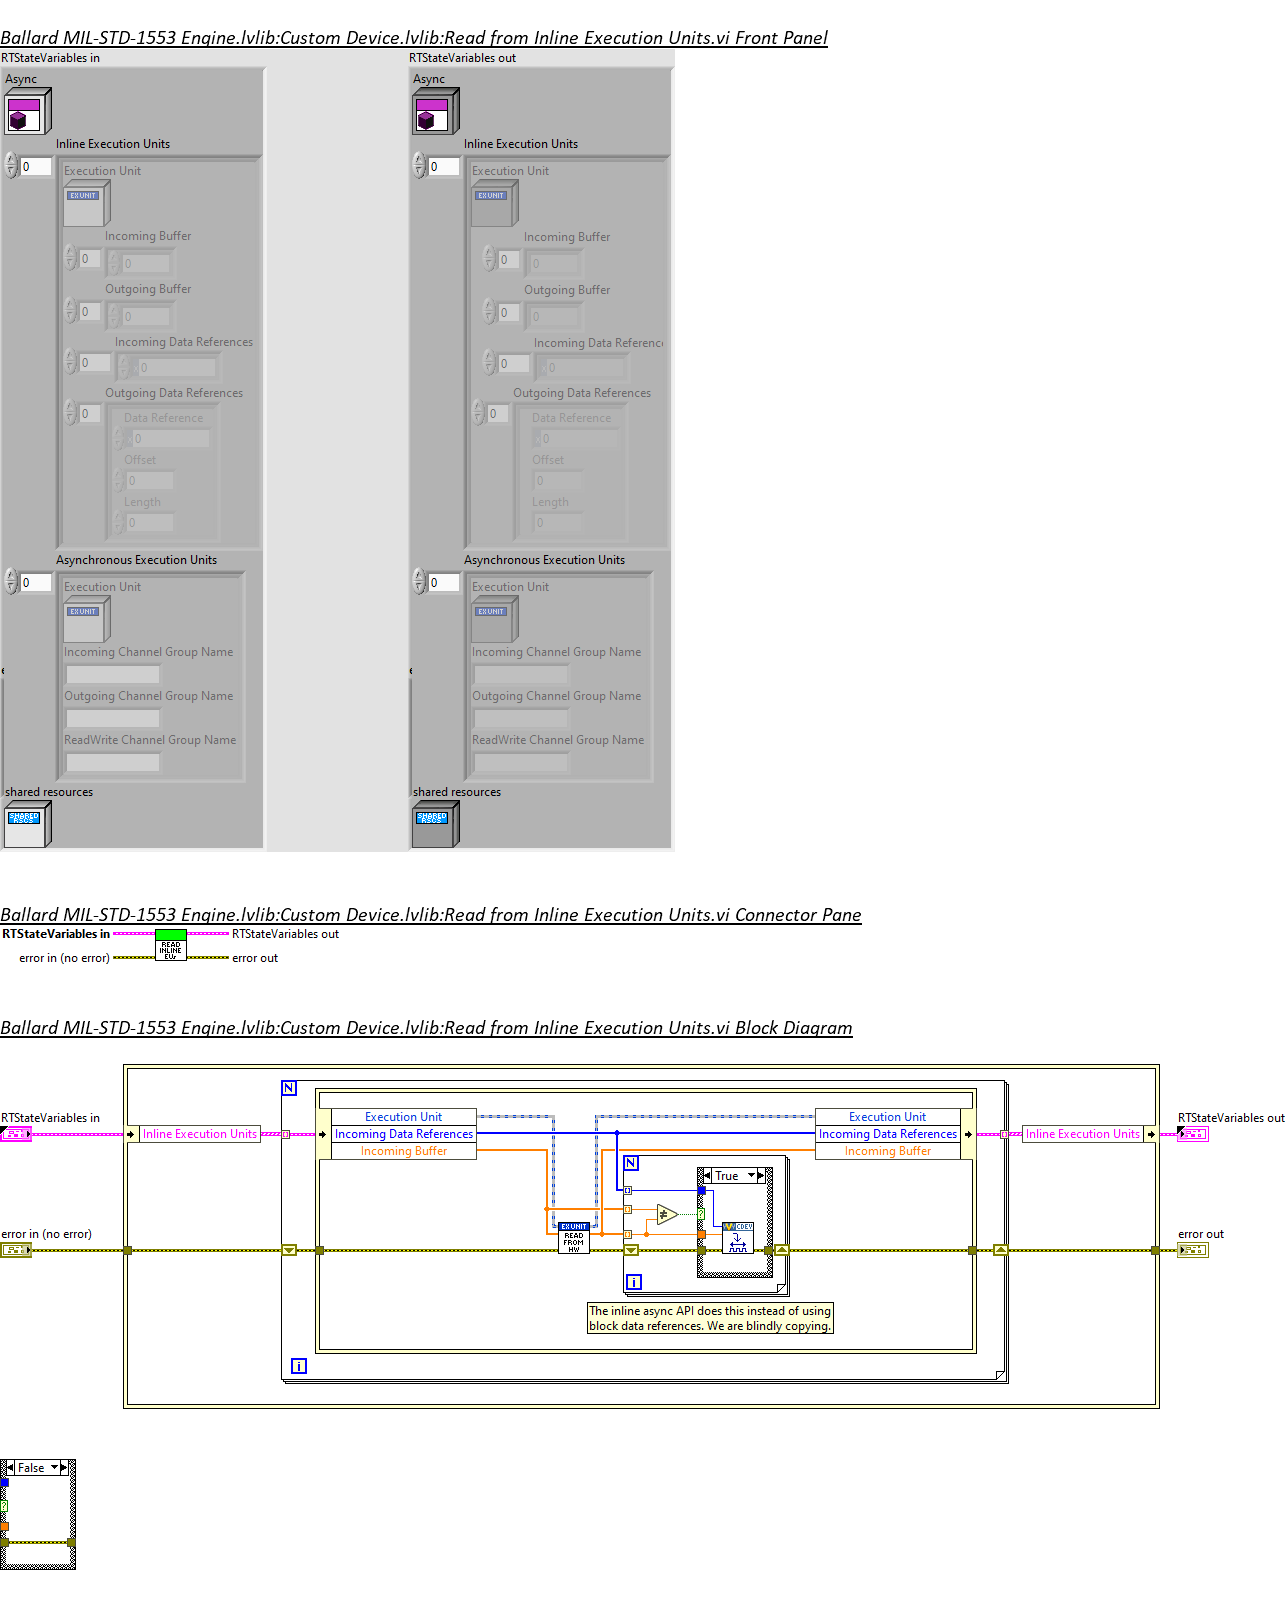 Ballard MIL-STD-1553 Engine.lvlib:Custom Device.lvlib:Read from Inline Execution Units.vi Front Panel
RTStateVariables in
Async
Inline Execution Units
0
Execution Unit
EX UNIT
Incoming Buffer
0
0
Outgoing Buffer
0
0
Incoming Data References
0
0
Outgoing Data References
0
Data Reference
0
Offset
0
Length
0
Asynchronous Execution Units
0
Execution Unit
EX UNIT
Incoming Channel Group Name
Outgoing Channel Group Name
ReadWrite Channel Group Name
shared resources
SHARED
RSCS
RTStateVariables out
Async
Inline Execution Units
0
Execution Unit
EX UNIT
Incoming Buffer
0
0
Outgoing Buffer
0
0
Incoming Data Referenc
0
0
Outgoing Data References
0
Data Reference
0
Offset
0
Length
0
Asynchronous Execution Units
0
Execution Unit
EX UNIT
Incoming Channel Group Name
Outgoing Channel Group Name
ReadWrite Channel Group Name
shared resources
SHARED
RSCS
Ballard MIL-STD-1553 Engine.lvlib:Custom Device.lvlib:Read from Inline Execution Units.vi Connector Pane
RTStateVariables in
RTStateVariables out
READ
INLINE
EUs
error in (no error)
error out
Ballard MIL-STD-1553 Engine.lvlib:Custom Device.lvlib:Read from Inline Execution Units.vi Block Diagram
N
RTStateVariables in
Inline Execution Units
Execution Unit
Incoming Data References
Incoming Buffer
Execution Unit
Incoming Data References
Incoming Buffer
Inline Execution Units
RTStateVariables out
N
True
?
EX UNIT
READ
FROM
HW
CDEV
error in (no error)
error out
i
The inline async API does this instead of using
block data references. We are blindly copying.
i
False
?